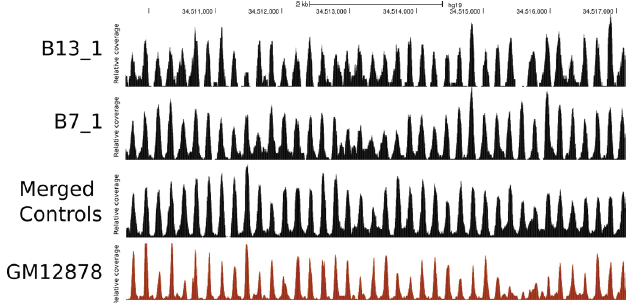 2 kb hg19
34,511,000 34,512,000 34,513,000 34,514,000 34,515,000 34,516,000 34,517,000
B13_1
Relative coverage
B7_1
Relative coverage
Merged
Controls
Relative coverage
GM12878
Relative coverage